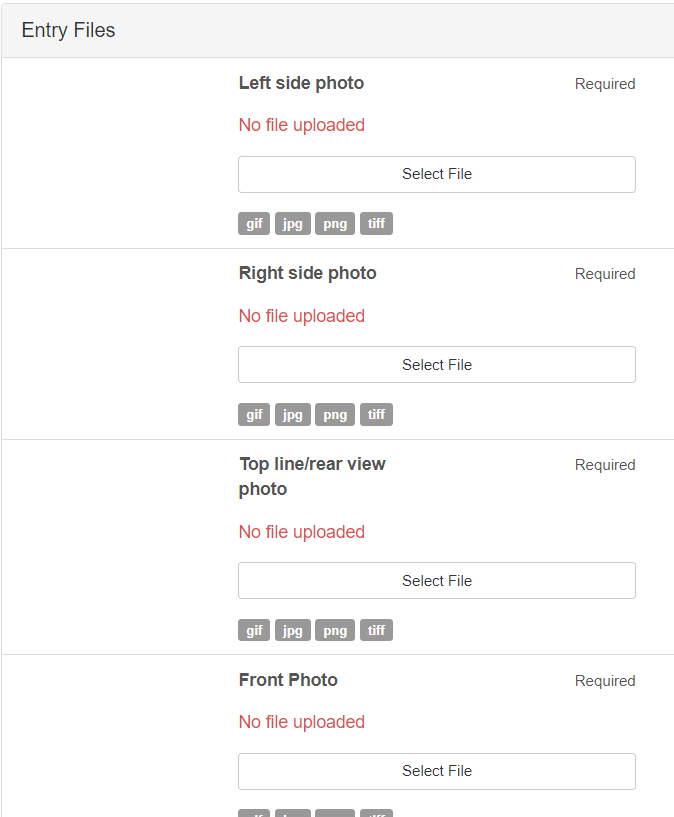 Entry Files
Left side photo Required
No file uploaded
Select File
gif jpg png tiff
Right side photo Required
No file uploaded
Select File
gif jpg png tiff
Top line/rear view Required
photo
No file uploaded
Select File
gif jpg png tiff
Front Photo Required
No file uploaded
Select File